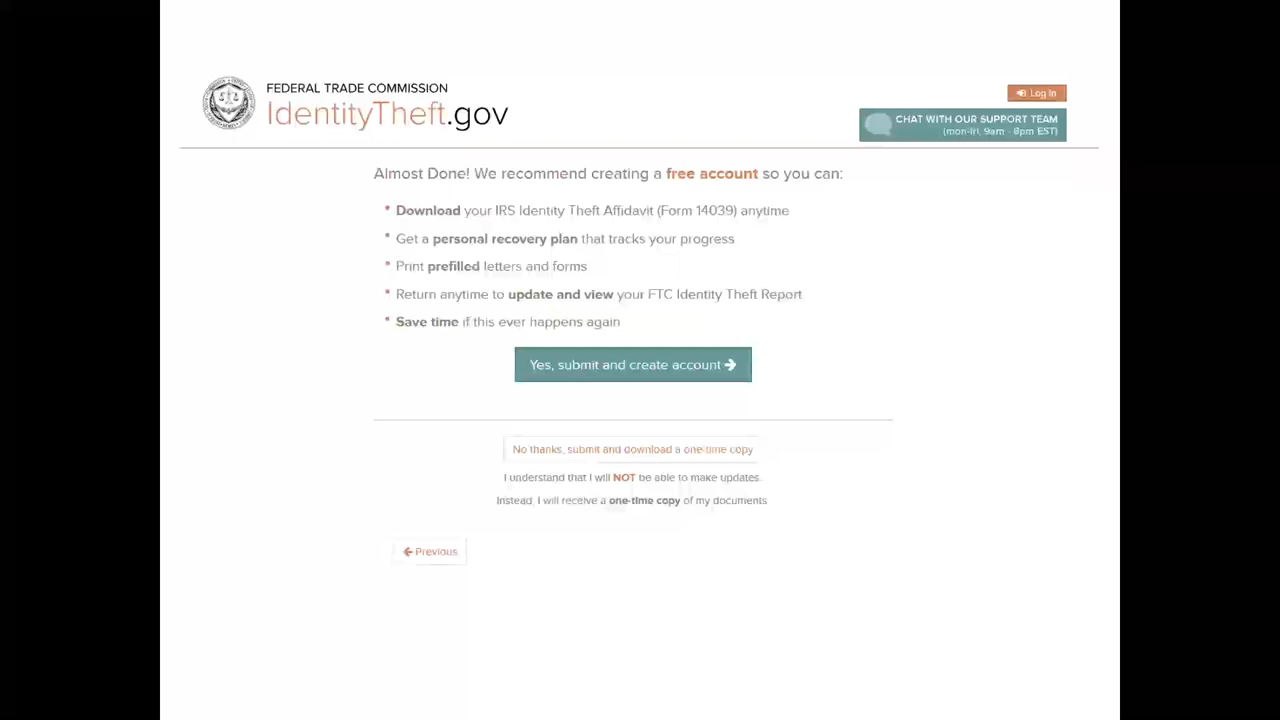 FEDERAL TRADE COMMISSION
IdentityTheft.gov
Log In
CHAT WITH OUR SUPPORT TEAM
(mon-fri, 9am - 8pm EST)
Almost Done! We recommend creating a free account so you can:
* Download your IRS Identity Theft Affidavit (Form 14039) anytime
* Get a personal recovery plan that tracks your progress
* Print prefilled letters and forms
* Return anytime to update and view your FTC Identity Theft Report
* Save time if this ever happens again
Yes, submit and create account →
No thanks, submit and download a one-time copy
I understand that I will NOT be able to make updates.
Instead, I will receive a one-time copy of my documents
← Previous